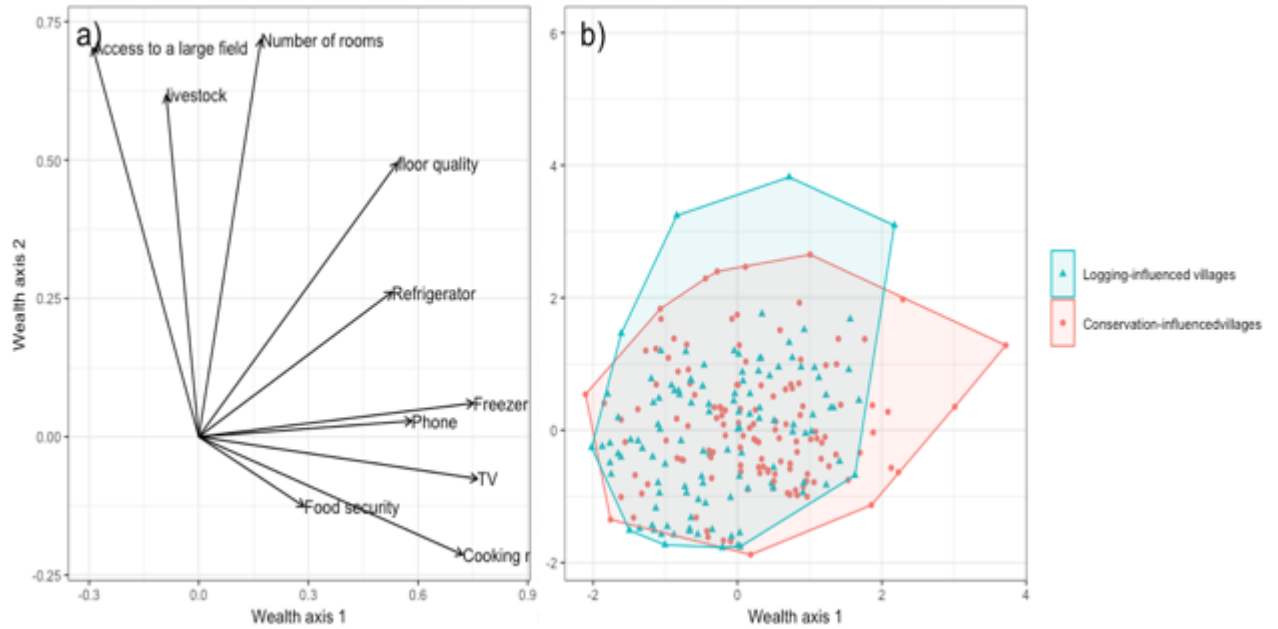 a)
0.75
0.50
0.25
0.00
-0.25
Wealth axis 2
Access to a large field
Number of rooms
livestock
floor quality
Refrigerator
Freezer
Phone
TV
Food security
Cooking r
-0.3
0.0
0.3
0.6
0.9
Wealth axis 1
b)
6
4
2
0
-2
-2
0
2
4
Wealth axis 1
Logging-influenced villages
Conservation-influencedvillages